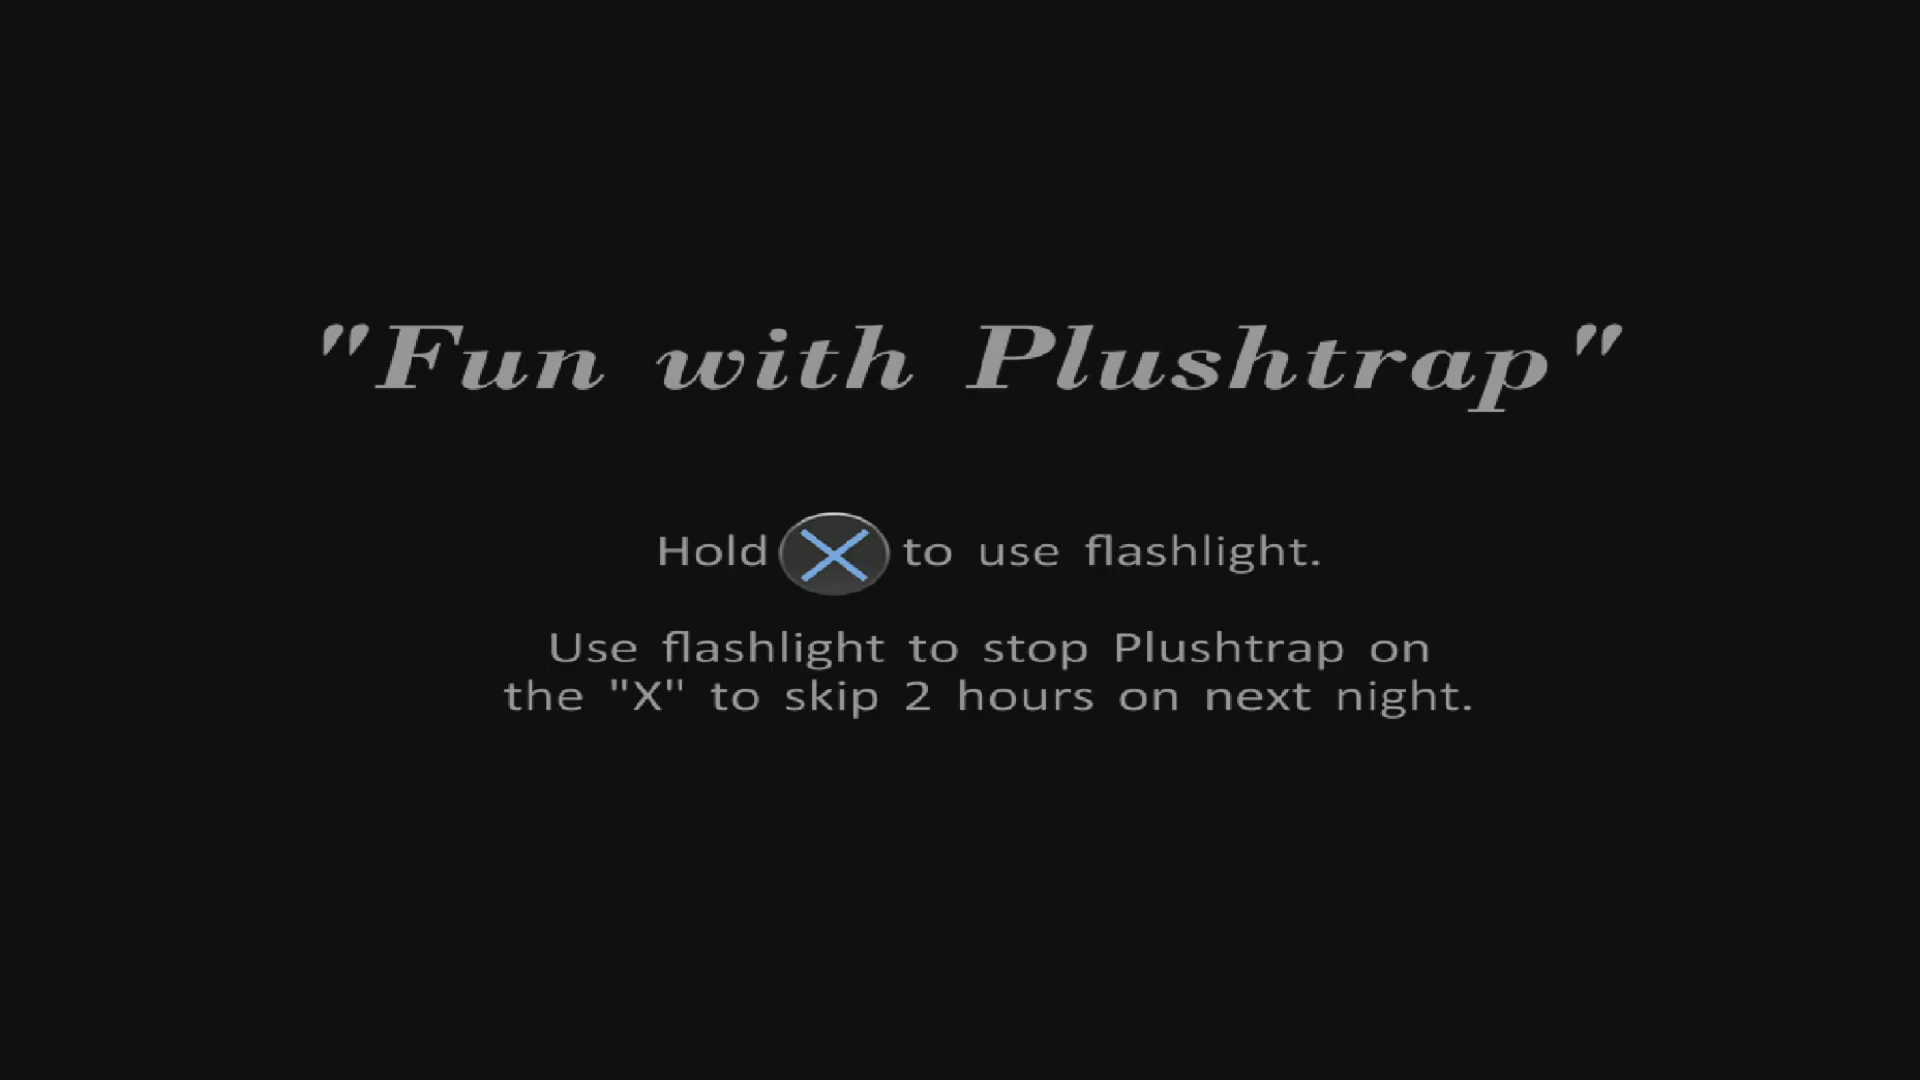 "Fun with Plushtrap"
Hold X to use flashlight.
Use flashlight to stop Plushtrap on
the "X" to skip 2 hours on next night.